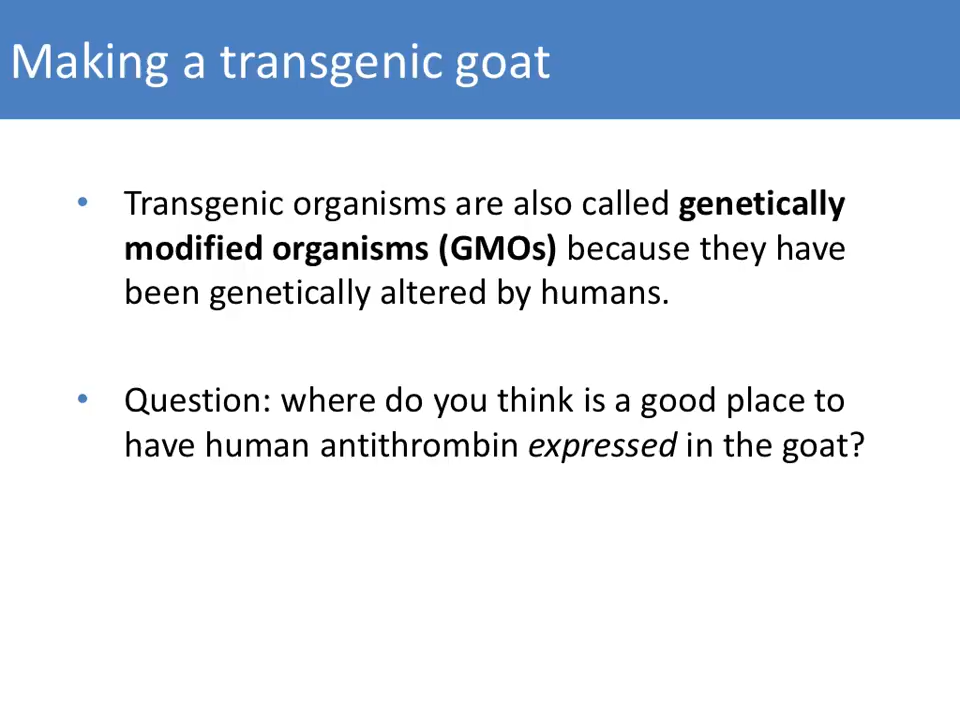 Making a transgenic goat
• Transgenic organisms are also called genetically
modified organisms (GMOs) because they have
been genetically altered by humans.
• Question: where do you think is a good place to
have human antithrombin expressed in the goat?